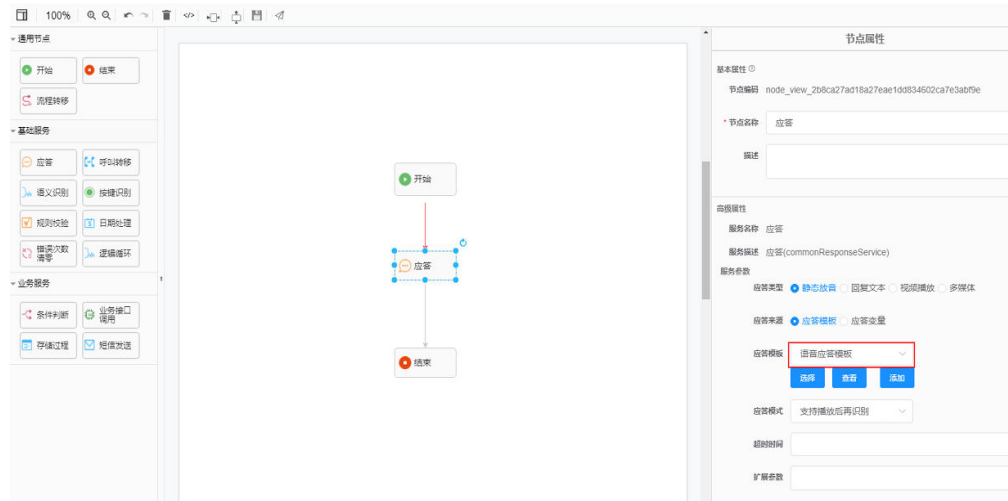 100%
通用节点
开始
结束
流程转移
基础服务
应答
呼叫转移
语义识别
按键识别
规则校验
日期处理
错误次数
清零
逻辑循环
业务服务
条件判断
业务接口
调用
存储过程
短信发送
开始
应答
结束
节点属性
基本属性
节点编码 node_view_2b8ca27ad18a27eae1dd834602ca7e3abf9e
* 节点名称 应答
描述
高级属性
服务名称 应答
服务描述 应答(commonResponseService)
服务参数
应答类型 静态放音 回复文本 视频播放 多媒体
应答来源 应答模板 应答变量
应答模板 语音应答模板
选择 查看 添加
应答模式 支持播放后再识别
超时时间
扩展参数